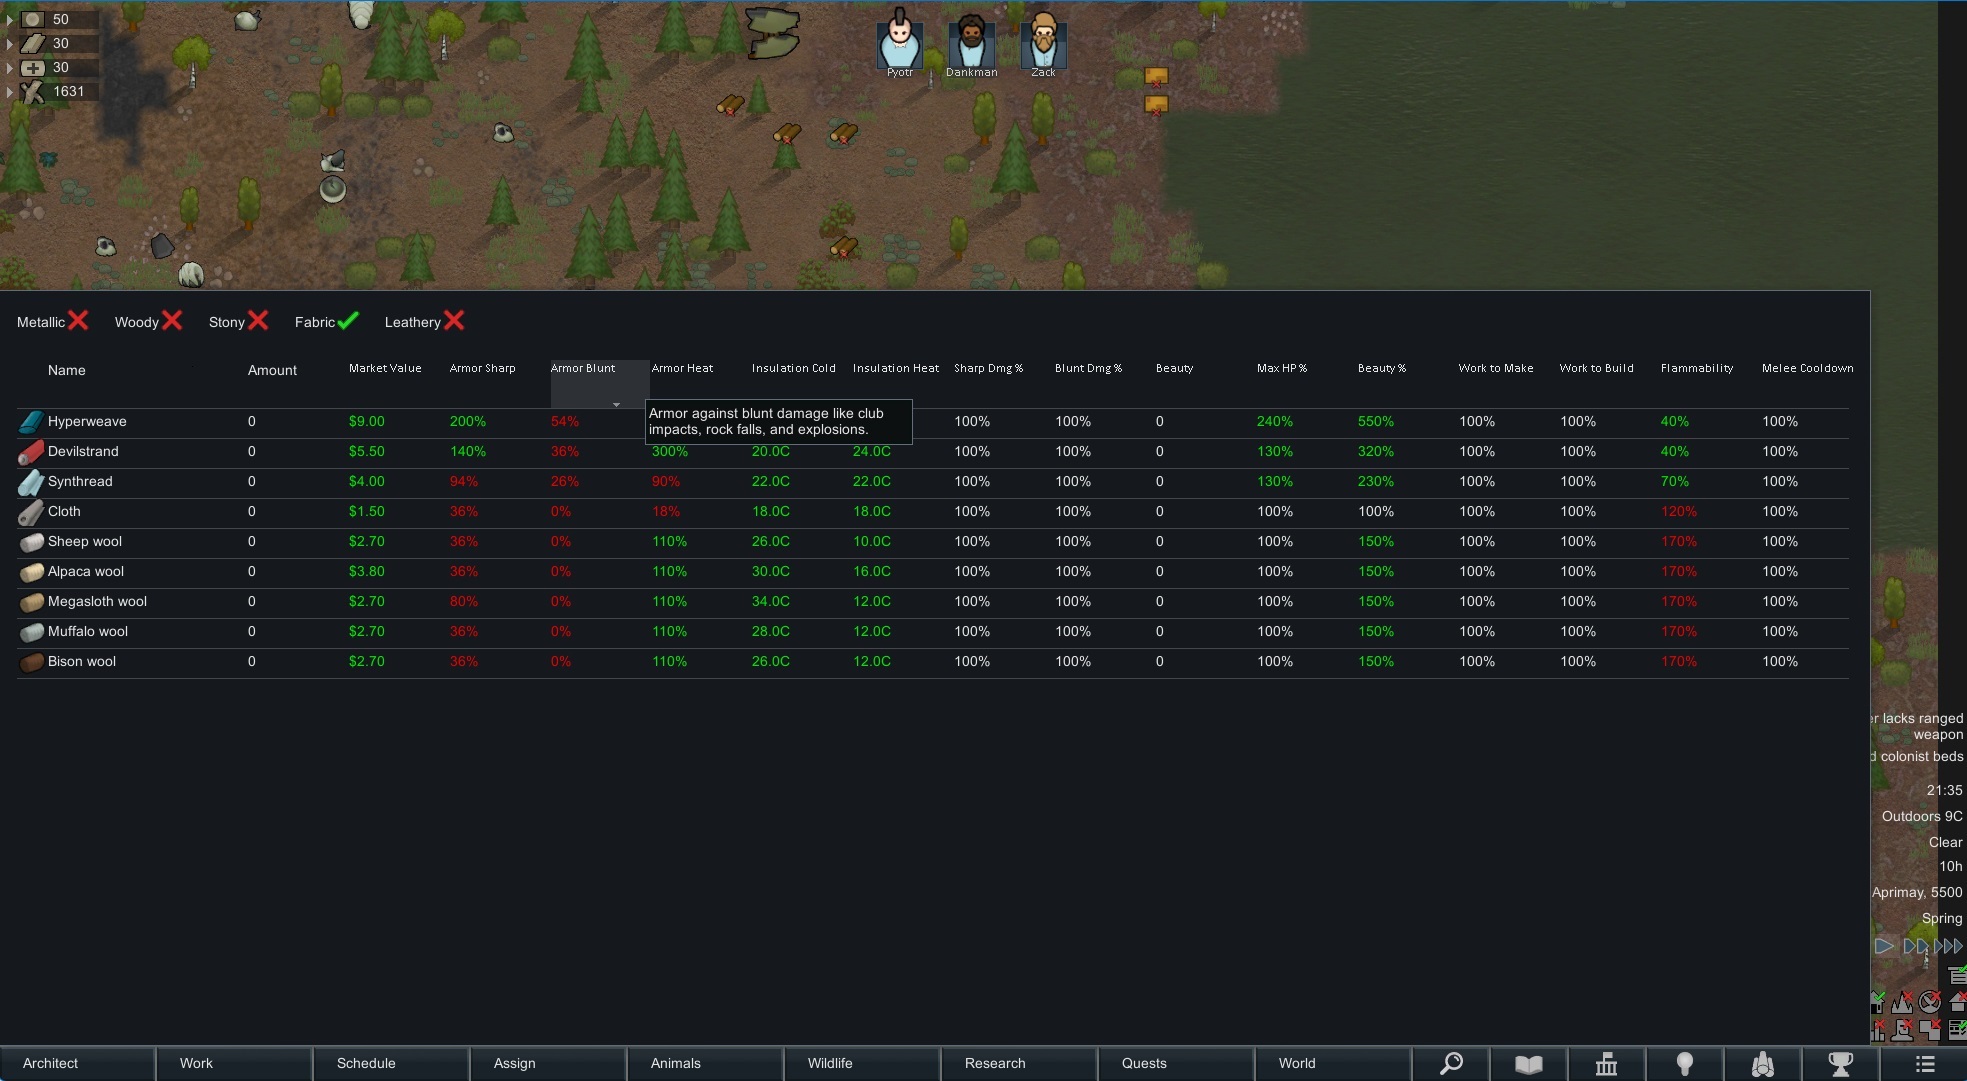 50
30
30
1631
Pyotr Dankman Zack
Metallic Woody Stony Fabric Leathery
Name Amount Market Value Armor Sharp Armor Blunt Armor Heat Insulation Cold Insulation Heat Sharp Dmg % Blunt Dmg % Beauty Max HP % Beauty % Work to Make Work to Build Flammability Melee Cooldown
Armor against blunt damage like club
impacts, rock falls, and explosions.
Hyperweave 0 $9.00 200% 54% 100% 100% 0 240% 550% 100% 100% 40% 100%
Devilstrand 0 $5.50 140% 36% 300% 20.0C 24.0C 100% 100% 0 130% 320% 100% 100% 40% 100%
Synthread 0 $4.00 94% 26% 90% 22.0C 22.0C 100% 100% 0 130% 230% 100% 100% 70% 100%
Cloth 0 $1.50 36% 0% 18% 18.0C 18.0C 100% 100% 0 100% 100% 100% 100% 120% 100%
Sheep wool 0 $2.70 36% 0% 110% 26.0C 10.0C 100% 100% 0 100% 150% 100% 100% 170% 100%
Alpaca wool 0 $3.80 36% 0% 110% 30.0C 16.0C 100% 100% 0 100% 150% 100% 100% 170% 100%
Megasloth wool 0 $2.70 80% 0% 110% 34.0C 12.0C 100% 100% 0 100% 150% 100% 100% 170% 100%
Muffalo wool 0 $2.70 36% 0% 110% 28.0C 12.0C 100% 100% 0 100% 150% 100% 100% 170% 100%
Bison wool 0 $2.70 36% 0% 110% 26.0C 12.0C 100% 100% 0 100% 150% 100% 100% 170% 100%
lacks ranged
weapon
colonist beds
21:35
Outdoors 9C
Clear
10h
Aprimay, 5500
Spring
Architect Work Schedule Assign Animals Wildlife Research Quests World